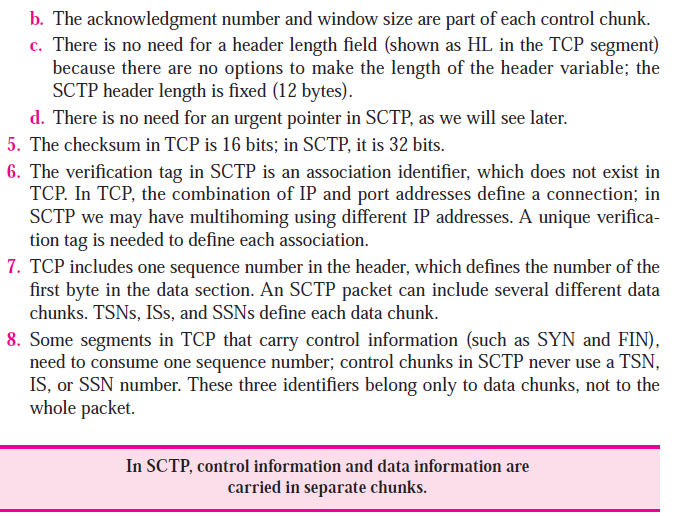 b. The acknowledgment number and window size are part of each control chunk.
c. There is no need for a header length field (shown as HL in the TCP segment)
because there are no options to make the length of the header variable; the
SCTP header length is fixed (12 bytes).
d. There is no need for an urgent pointer in SCTP, as we will see later.
5. The checksum in TCP is 16 bits; in SCTP, it is 32 bits.
6. The verification tag in SCTP is an association identifier, which does not exist in
TCP. In TCP, the combination of IP and port addresses define a connection; in
SCTP we may have multihoming using different IP addresses. A unique verifica-
tion tag is needed to define each association.
7. TCP includes one sequence number in the header, which defines the number of the
first byte in the data section. An SCTP packet can include several different data
chunks. TSNs, ISs, and SSNs define each data chunk.
8. Some segments in TCP that carry control information (such as SYN and FIN),
need to consume one sequence number; control chunks in SCTP never use a TSN,
IS, or SSN number. These three identifiers belong only to data chunks, not to the
whole packet.
In SCTP, control information and data information are
carried in separate chunks.